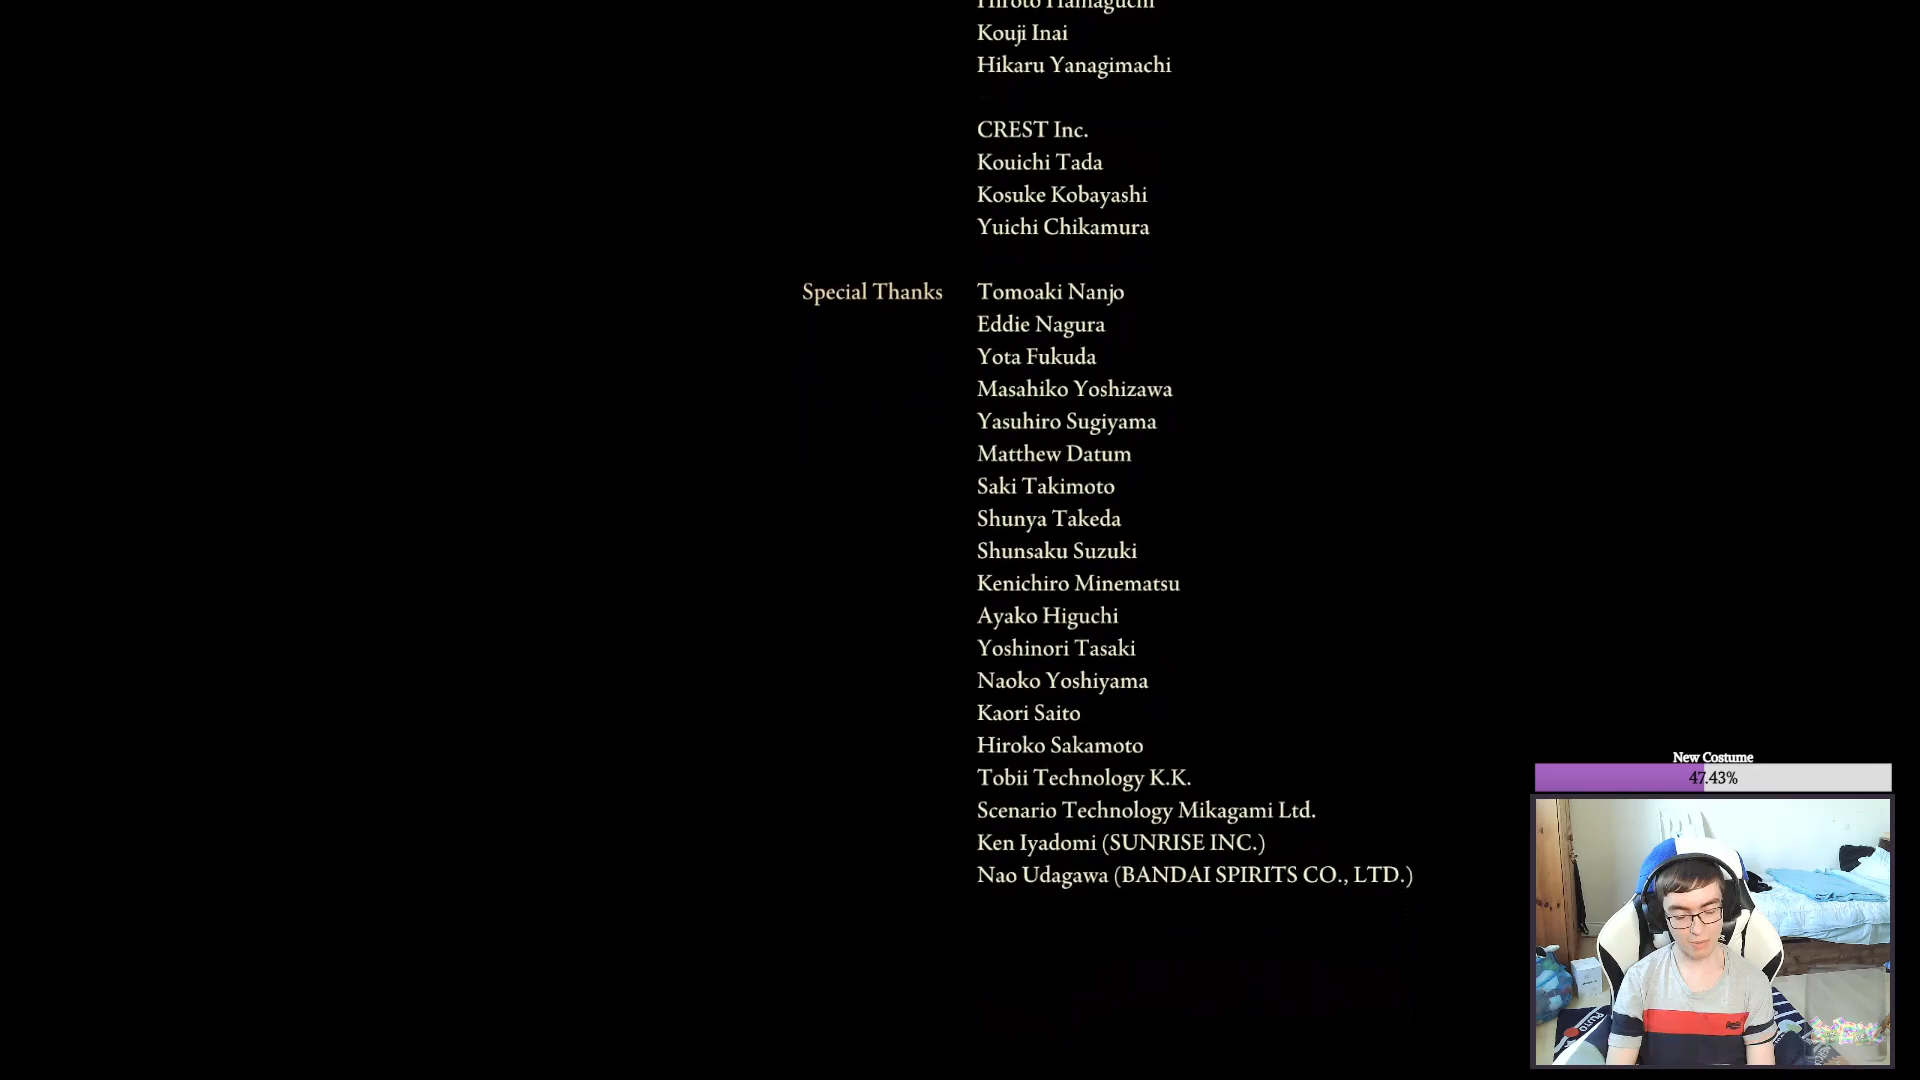 Hiroto Hamaguchi
Kouji Inai
Hikaru Yanagimachi
CREST Inc.
Kouichi Tada
Kosuke Kobayashi
Yuichi Chikamura
Special Thanks Tomoaki Nanjo
Eddie Nagura
Yota Fukuda
Masahiko Yoshizawa
Yasuhiro Sugiyama
Matthew Datum
Saki Takimoto
Shunya Takeda
Shunsaku Suzuki
Kenichiro Minematsu
Ayako Higuchi
Yoshinori Tasaki
Naoko Yoshiyama
Kaori Saito
Hiroko Sakamoto
Tobii Technology K.K.
Scenario Technology Mikagami Ltd.
Ken Iyadomi (SUNRISE INC.)
Nao Udagawa (BANDAI SPIRITS CO., LTD.)
New Costume
47.43%
PLUTO